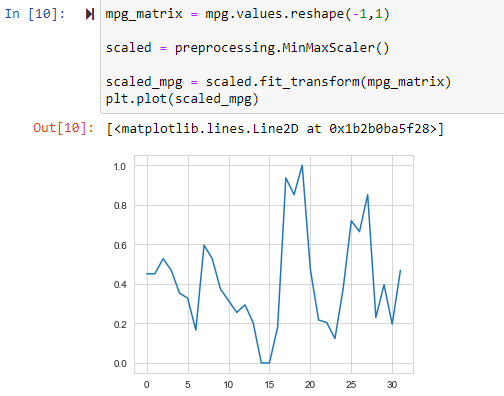 In [10]:
mpg_matrix = mpg.values.reshape(-1,1)
scaled = preprocessing.MinMaxScaler()
scaled_mpg = scaled.fit_transform(mpg_matrix)
plt.plot(scaled_mpg)
Out[10]: [<matplotlib.lines.Line2D at 0x1b2b0ba5f28>]
1.0
0.8
0.6
0.4
0.2
0.0
0 5 10 15 20 25 30